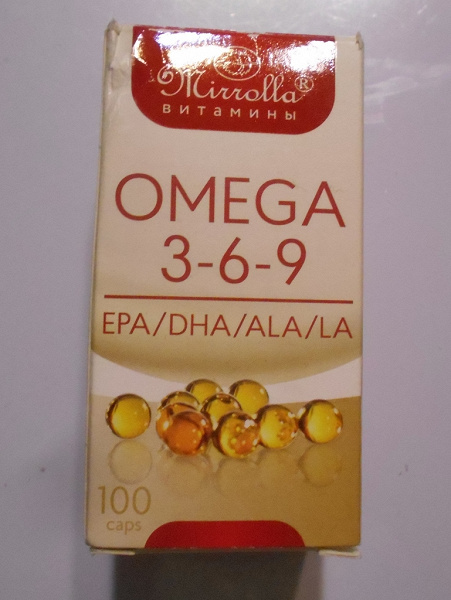 Mirrolla®
витамины
OMEGA
3-6-9
EPA/DHA/ALA/LA
100
caps